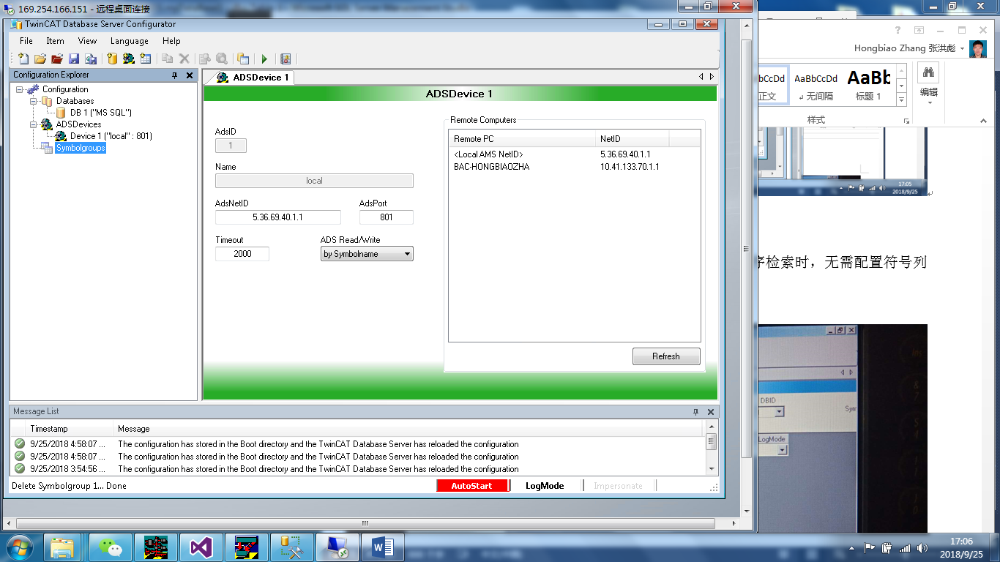 169.254.166.151 - 远程桌面连接
TwinCAT Database Server Configurator
File Item View Language Help
Configuration Explorer
Configuration
Databases
DB 1 ("MS SQL")
ADSDevices
Device 1 ("local" : 801)
Symbolgroups
ADSDevice 1
ADSDevice 1
AdsID
1
Name
local
AdsNetID AdsPort
5.36.69.40.1.1 801
Timeout ADS Read/Write
2000 by Symbolname
Remote Computers
Remote PC NetID
<Local AMS NetID> 5.36.69.40.1.1
BAC-HONGBIAOZHA 10.41.133.70.1.1
Refresh
Message List
Timestamp Message
9/25/2018 4:58:07 ... The configuration has stored in the Boot directory and the TwinCAT Database Server has reloaded the configuration
9/25/2018 4:58:07 ... The configuration has stored in the Boot directory and the TwinCAT Database Server has reloaded the configuration
9/25/2018 3:54:56 ... The configuration has stored in the Boot directory and the TwinCAT Database Server has reloaded the configuration
Delete Symbolgroup 1... Done AutoStart LogMode Impersonate
Hongbiao Zhang 张洪彪
bCcDd AaBbCcDd AaBb
正文 无间隔 标题 1
编辑
样式
17:05
2018/9/25
序检索时，无需配置符号列
DBID
Sym
LogMode
17:06
2018/9/25